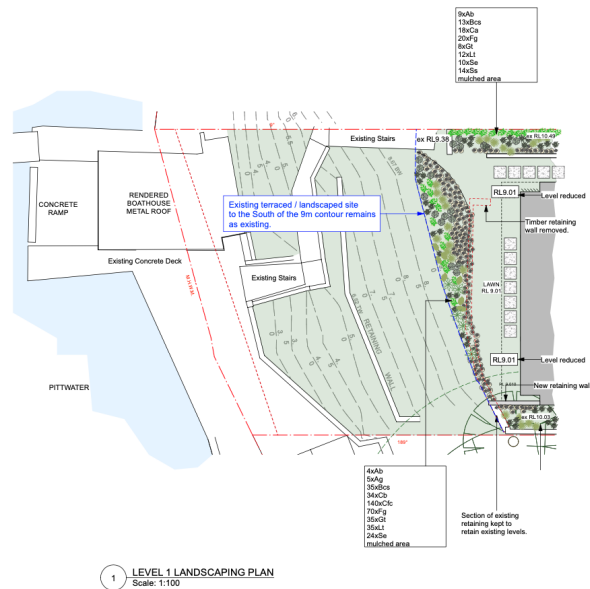 9xAb
13xBcs
18xCa
20xFg
8xGt
12xLt
10xSe
14xSs
mulched area
Existing Stairs
ex RL9.38
ex RL10.49
RENDERED
BOATHOUSE
METAL ROOF
CONCRETE
RAMP
RL9.01
Level reduced
Existing terraced / landscaped site
to the South of the 9m contour remains
as existing.
Timber retaining
wall removed.
Existing Concrete Deck
Existing Stairs
M.H.W.M.
LAWN
RL 9.01
RETAINING
WALL
RL9.01
Level reduced
PITTWATER
New retaining wal
ex RL10.03
4xAb
5xAg
35xBcs
34xCb
140xCfc
70xFg
35xGt
35xLt
24xSe
mulched area
Section of existing
retaining kept to
retain existing levels.
1
LEVEL 1 LANDSCAPING PLAN
Scale: 1:100